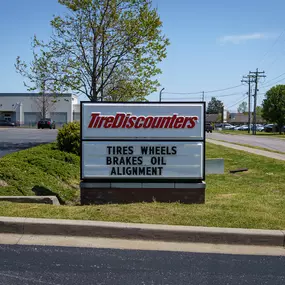 TireDiscounters
TIRES WHEELS
BRAKES OIL
ALIGNMENT